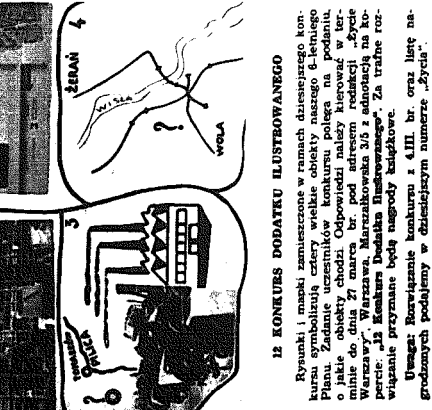 3
?
TOMASZÓW
PILICA
4
ŻERAŃ
WISŁA
?
WOLA
12 KONKURS DODATKU ILUSTROWANEGO
Rysunki i mapki zamieszczone w ramach dzisiejszego kon-
kursu symbolizują cztery wielkie obiekty naszego 6-letniego
Planu. Zadanie uczestników konkursu polega na podaniu,
o jakie obiekty chodzi. Odpowiedzi należy kierować w ter-
minie do dnia 27 marca br. pod adresem redakcji „Życie
Warszawy", Warszawa, Marszałkowska 3/5 z adnotacją na ko-
percie: „12 Konkurs Dodatku Ilustrowanego". Za trafne roz-
wiązanie przyznane będą nagrody książkowe.
Uwaga: Rozwiązanie konkursu z 4.III. br. oraz listę na-
grodzonych podajemy w dzisiejszym numerze „Życia".